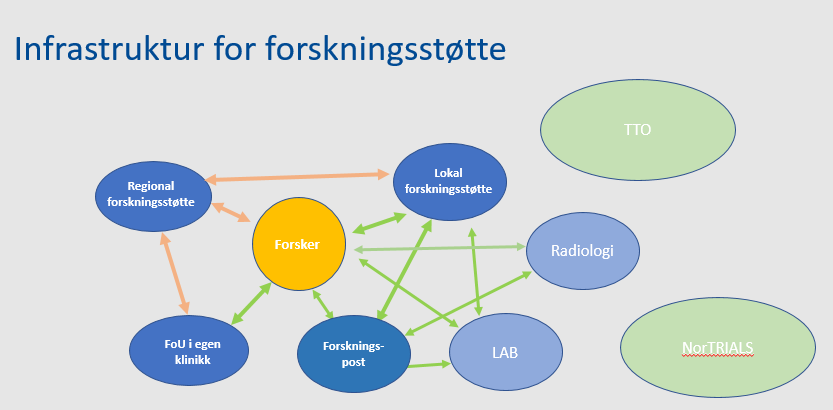 Infrastruktur for forskningsstøtte
TTO
Regional
forskningsstøtte
Lokal
forskningsstøtte
Forsker
Radiologi
FoU i egen
klinikk
Forsknings-
post
LAB
NorTRIALS